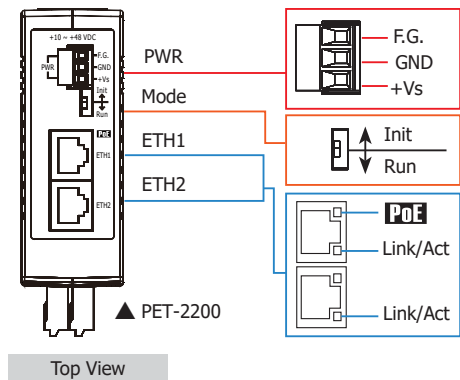 +10 ~ +48 VDC
PWR
F.G.
GND
+Vs
Init
Run
PoE
ETH1
ETH2
PWR
Mode
ETH1
ETH2
▲ PET-2200
F.G.
GND
+Vs
Init
Run
PoE
Link/Act
Link/Act
Top View